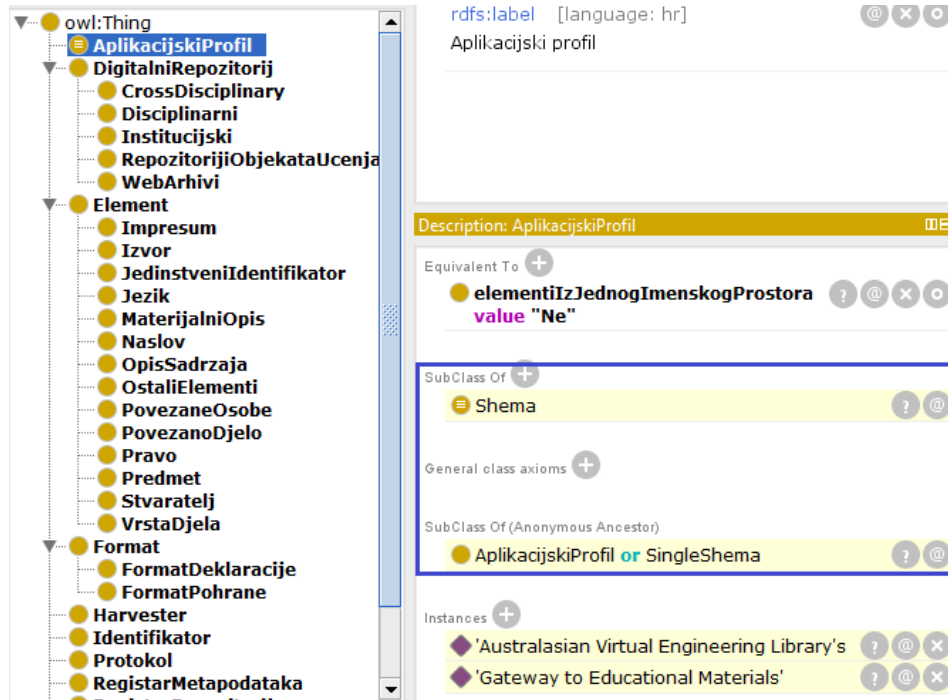 owl:Thing
AplikacijskiProfil
DigitalniRepozitorij
CrossDisciplinary
Disciplinarni
Institucijski
RepozitorijiObjekataUcenja
WebArhivi
Element
Impresum
Izvor
JedinstveniIdentifikator
Jezik
MaterijalniOpis
Naslov
OpisSadrzaja
OstaliElementi
PovezaneOsobe
PovezanoDjelo
Pravo
Predmet
Stvaratelj
VrstaDjela
Format
FormatDeklaracije
FormatPohrane
Harvester
Identifikator
Protokol
RegistarMetapodataka
rdfs:label [language: hr]
Aplikacijski profil
Description: AplikacijskiProfil
Equivalent To
elementiIzJednogImenskogProstora
value "Ne"
SubClass Of
Shema
General class axioms
SubClass Of (Anonymous Ancestor)
AplikacijskiProfil or SingleShema
Instances
'Australasian Virtual Engineering Library's
'Gateway to Educational Materials'